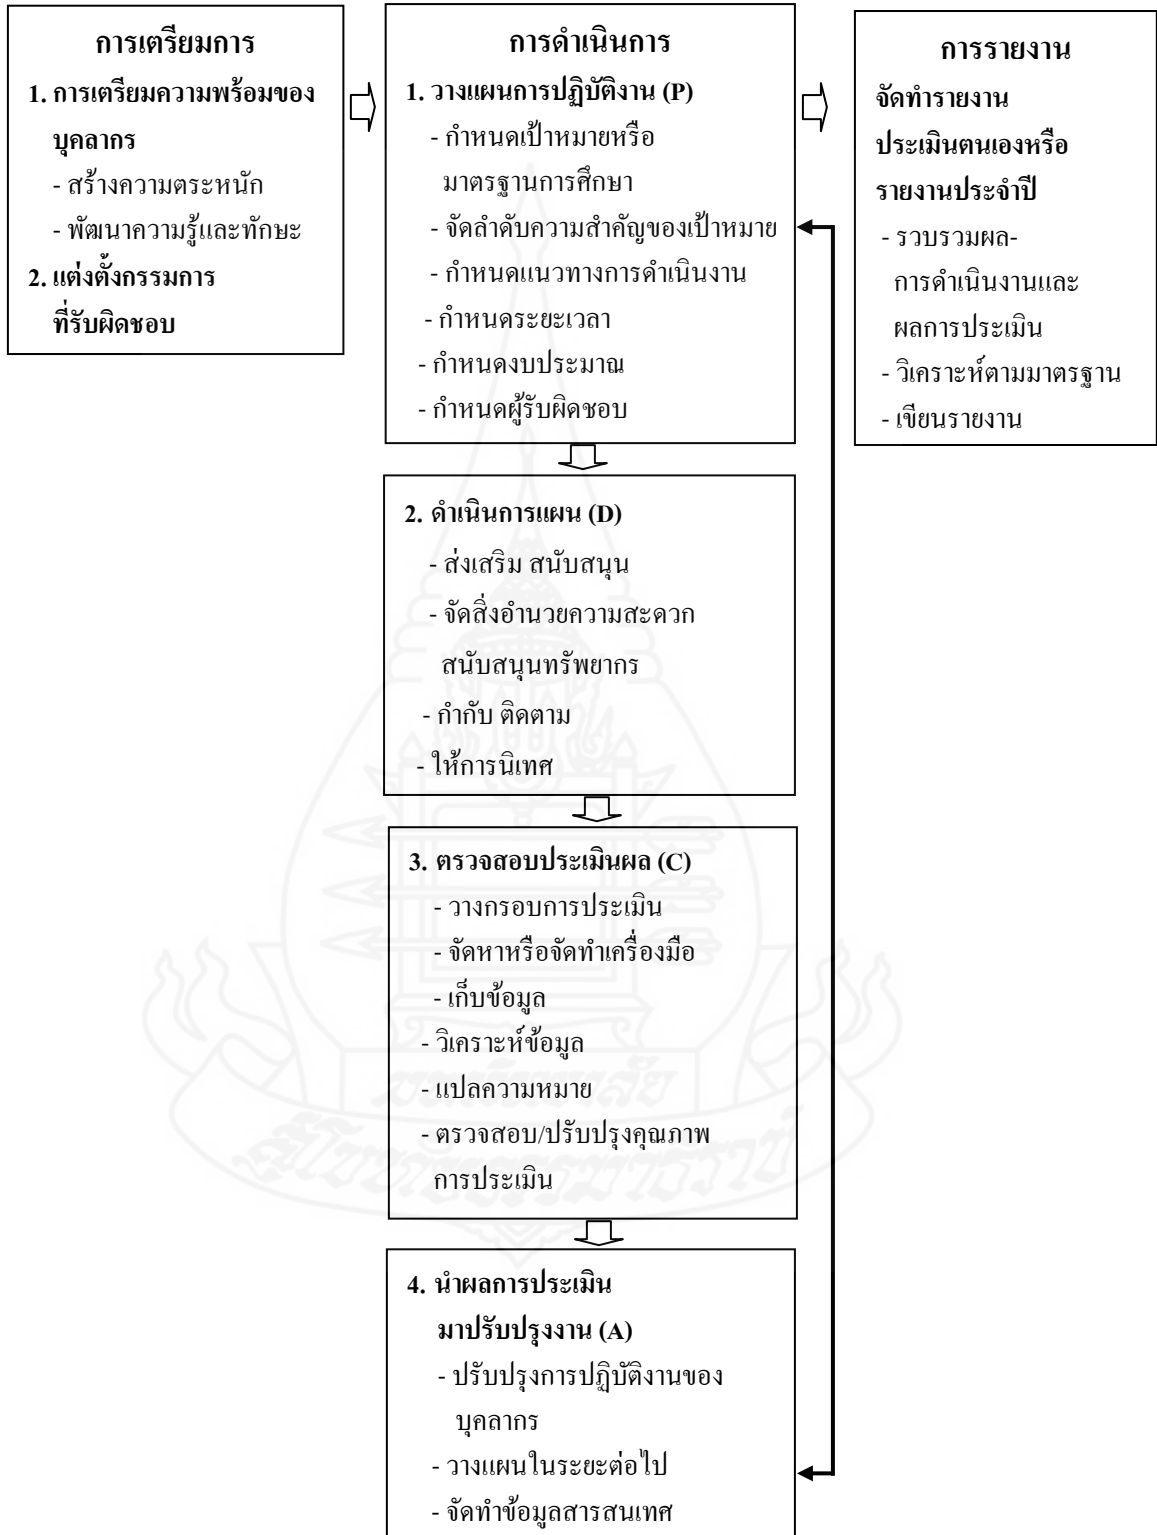 การเตรียมการ
1. การเตรียมความพร้อมของ
บุคลากร
- สร้างความตระหนัก
- พัฒนาความรู้และทักษะ
2. แต่งตั้งกรรมการ
ที่รับผิดชอบ
การดำเนินการ
1. วางแผนการปฏิบัติงาน (P)
- กำหนดเป้าหมายหรือ
มาตรฐานการศึกษา
- จัดลำดับความสำคัญของเป้าหมาย
- กำหนดแนวทางการดำเนินงาน
- กำหนดระยะเวลา
- กำหนดงบประมาณ
- กำหนดผู้รับผิดชอบ
2. ดำเนินการแผน (D)
- ส่งเสริม สนับสนุน
- จัดสิ่งอำนวยความสะดวก
สนับสนุนทรัพยากร
- กำกับ ติดตาม
- ให้การนิเทศ
3. ตรวจสอบประเมินผล (C)
- วางกรอบการประเมิน
- จัดหาหรือจัดทำเครื่องมือ
- เก็บข้อมูล
- วิเคราะห์ข้อมูล
- แปลความหมาย
- ตรวจสอบ/ปรับปรุงคุณภาพ
การประเมิน
4. นำผลการประเมิน
มาปรับปรุงงาน (A)
- ปรับปรุงการปฏิบัติงานของ
บุคลากร
- วางแผนในระยะต่อไป
- จัดทำข้อมูลสารสนเทศ
การรายงาน
จัดทำรายงาน
ประเมินตนเองหรือ
รายงานประจำปี
- รวบรวมผล-
การดำเนินงานและ
ผลการประเมิน
- วิเคราะห์ตามมาตรฐาน
- เขียนรายงาน
มหาวิทยาลัย
สุโขทัยธรรมาธิราช